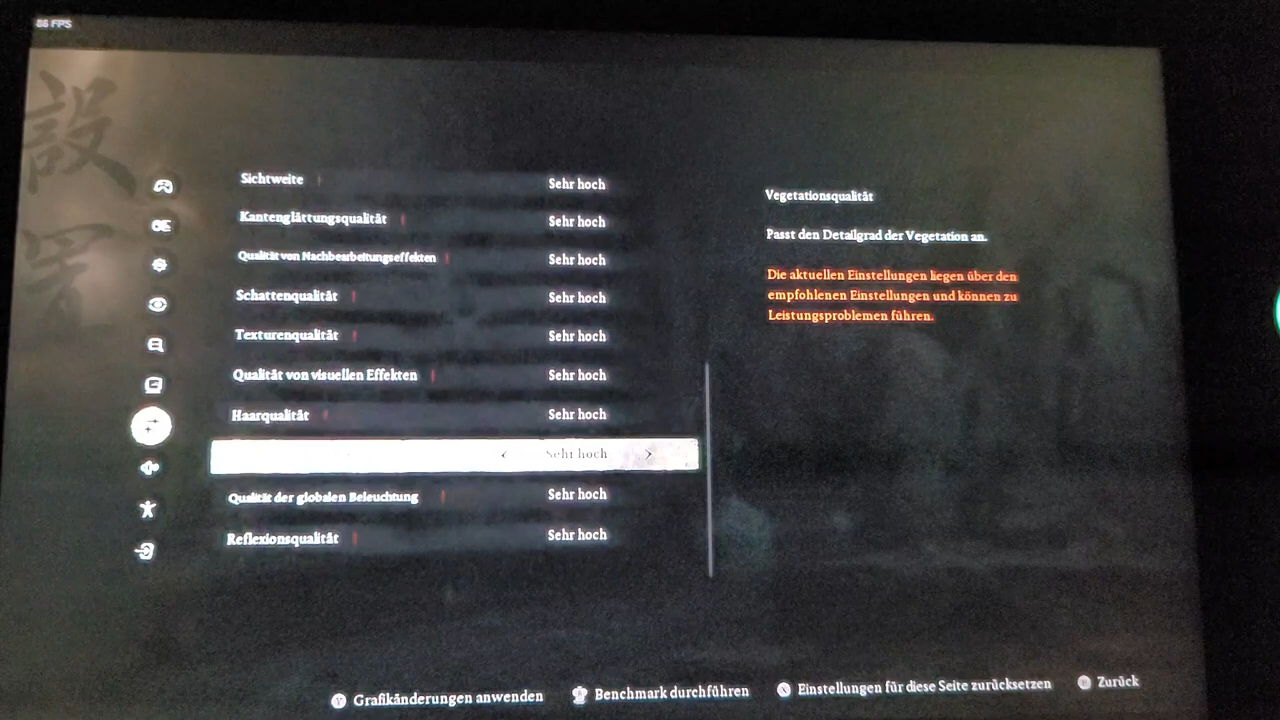 86 FPS
設
置
Sichtweite Sehr hoch
Kantenglättungsqualität Sehr hoch
Qualität von Nachbearbeitungseffekten Sehr hoch
Schattenqualität Sehr hoch
Texturenqualität Sehr hoch
Qualität von visuellen Effekten Sehr hoch
Haarqualität Sehr hoch
Sehr hoch
Qualität der globalen Beleuchtung Sehr hoch
Reflexionsqualität Sehr hoch
Vegetationsqualität
Passt den Detailgrad der Vegetation an.
Die aktuellen Einstellungen liegen über den
empfohlenen Einstellungen und können zu
Leistungsproblemen führen.
Grafikänderungen anwenden
Benchmark durchführen
Einstellungen für diese Seite zurücksetzen
Zurück